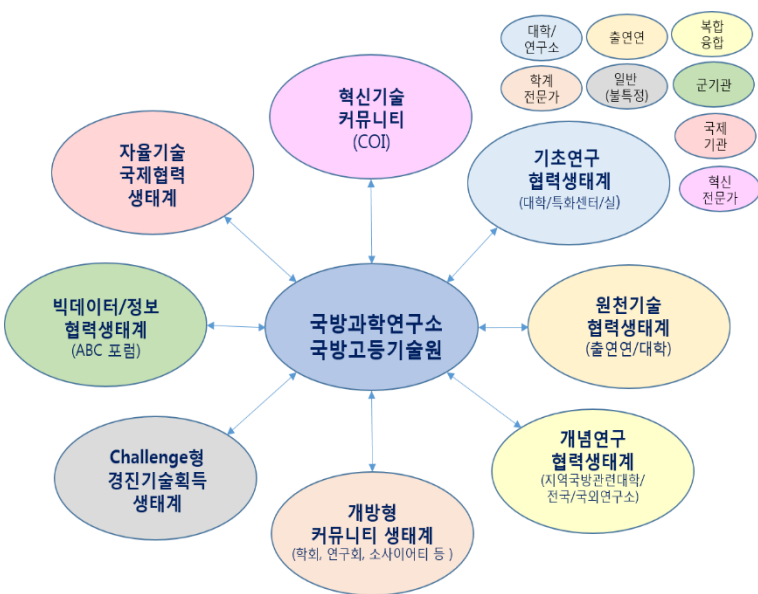 대학/
연구소
출연연
복합
융합
학계
전문가
일반
(불특정)
군기관
국제
기관
혁신
전문가
혁신기술
커뮤니티
(COI)
자율기술
국제협력
생태계
기초연구
협력생태계
(대학/특화센터/실)
빅데이터/정보
협력생태계
(ABC 포럼)
국방과학연구소
국방고등기술원
원천기술
협력생태계
(출연연/대학)
Challenge형
경진기술획득
생태계
개방형
커뮤니티 생태계
(학회, 연구회, 소사이어티 등 )
개념연구
협력생태계
(지역국방관련대학/
전국/국외연구소)